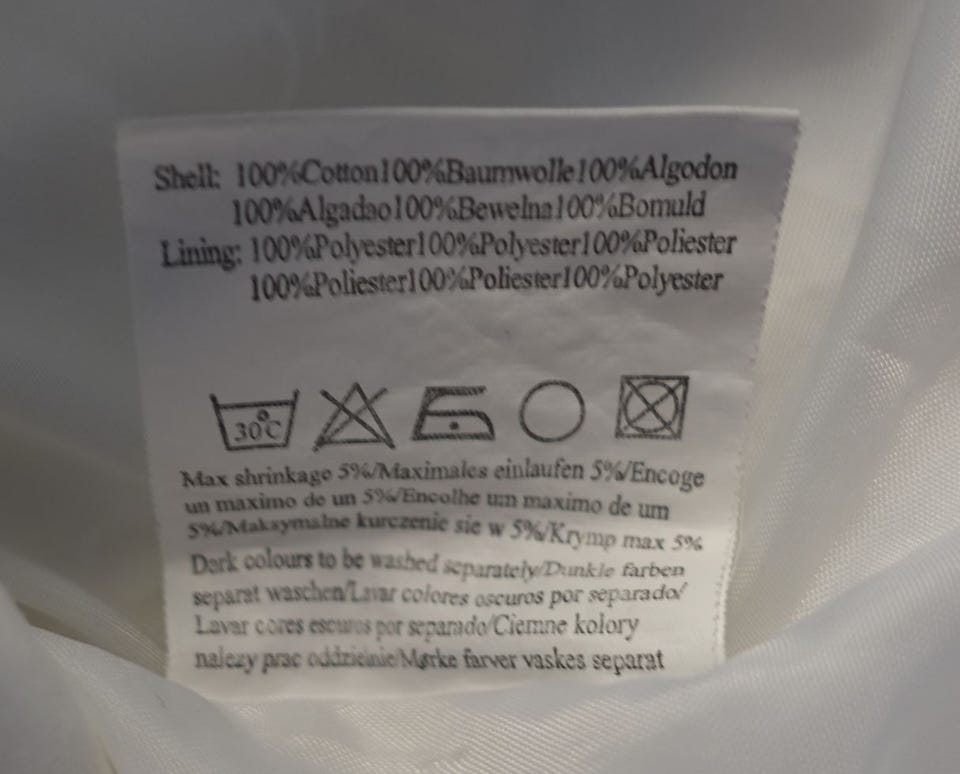 Shell: 100%Cotton100%Baumwolle100%Algodon
100%Algadao100%Bewelna100%Bomuld
Lining: 100%Polyester100%Polyester100%Poliester
100%Poliester100%Poliester100%Polyester
30°C
Max shrinkage 5%/Maximales einlaufen 5%/Encoge
un maximo de un 5%/Encolhe um maximo de um
5%/Maksymalne kurczenie sie w 5%/Krymp max 5%
Dark colours to be washed separately/Dunkle farben
separat waschen/Lavar colores oscuros por separado/
Lavar cores escuros por separado/Ciemne kolory
nalezy prac oddzielnie/Mørke farver vaskes separat